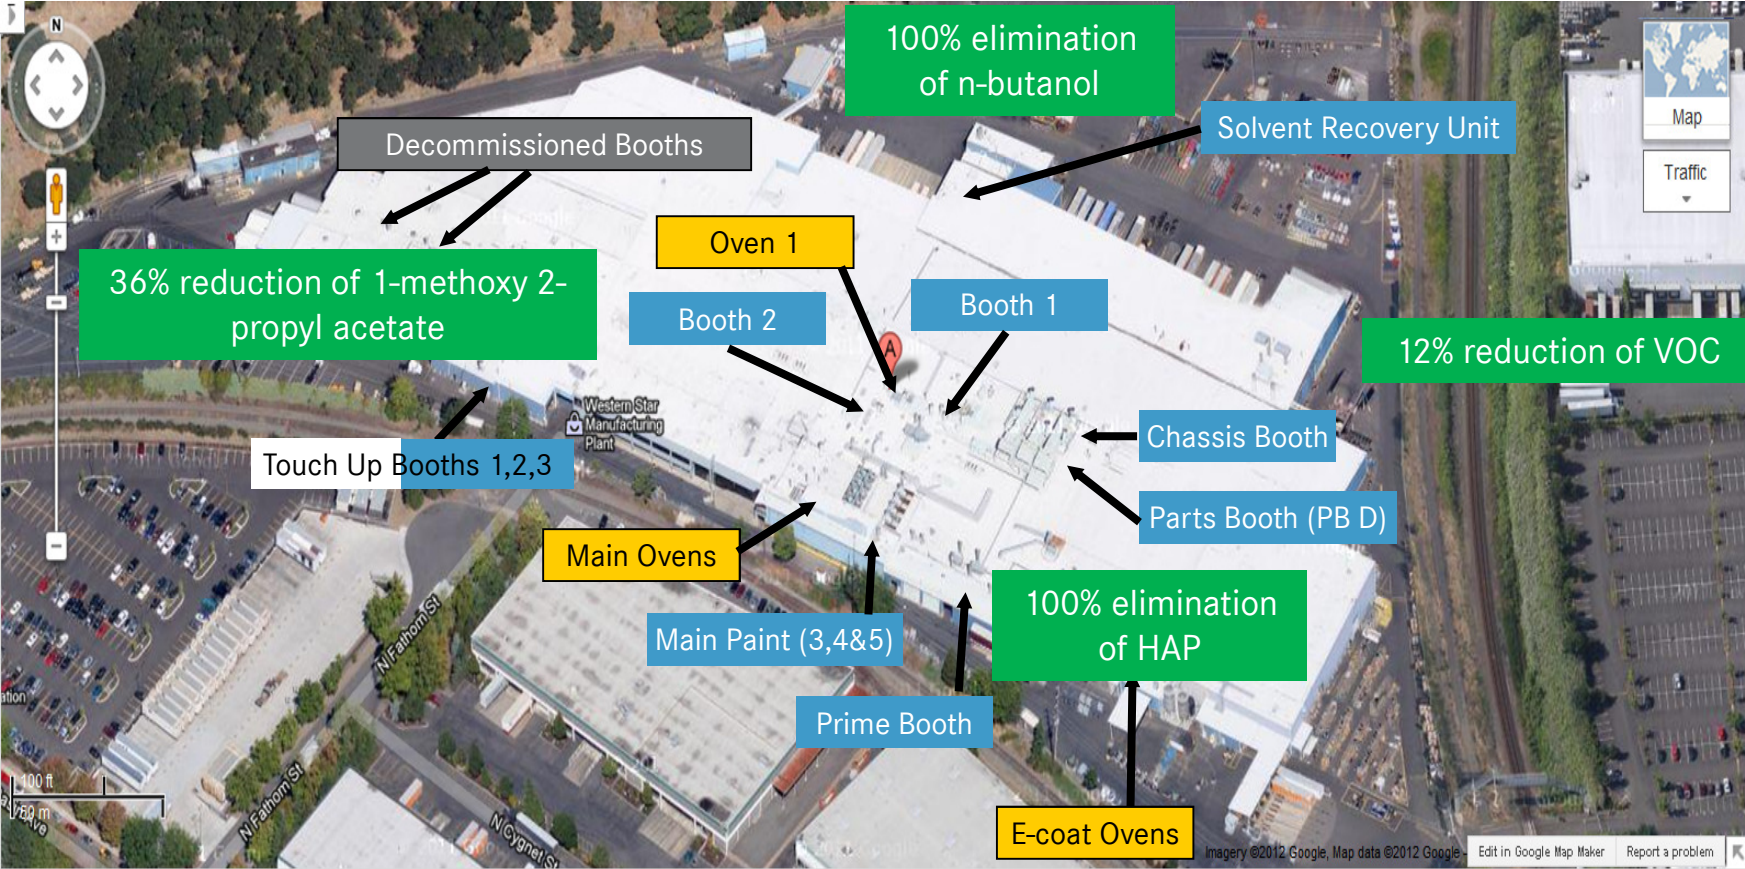 N
100% elimination
of n-butanol
Map
Solvent Recovery Unit
Decommissioned Booths
Traffic
Google
Oven 1
36% reduction of 1-methoxy 2-
propyl acetate
Booth 1
Booth 2
A
12% reduction of VOC
Western Star
Manufacturing
Plant
Chassis Booth
Touch Up Booths 1,2,3
Parts Booth (PB D)
Main Ovens
100% elimination
of HAP
N Fathom St
Main Paint (3,4&5)
Prime Booth
100 ft
50 m
N Fathom St
N Cygnet St
E-coat Ovens
Imagery ©2012 Google, Map data ©2012 Google -
Edit in Google Map Maker
Report a problem